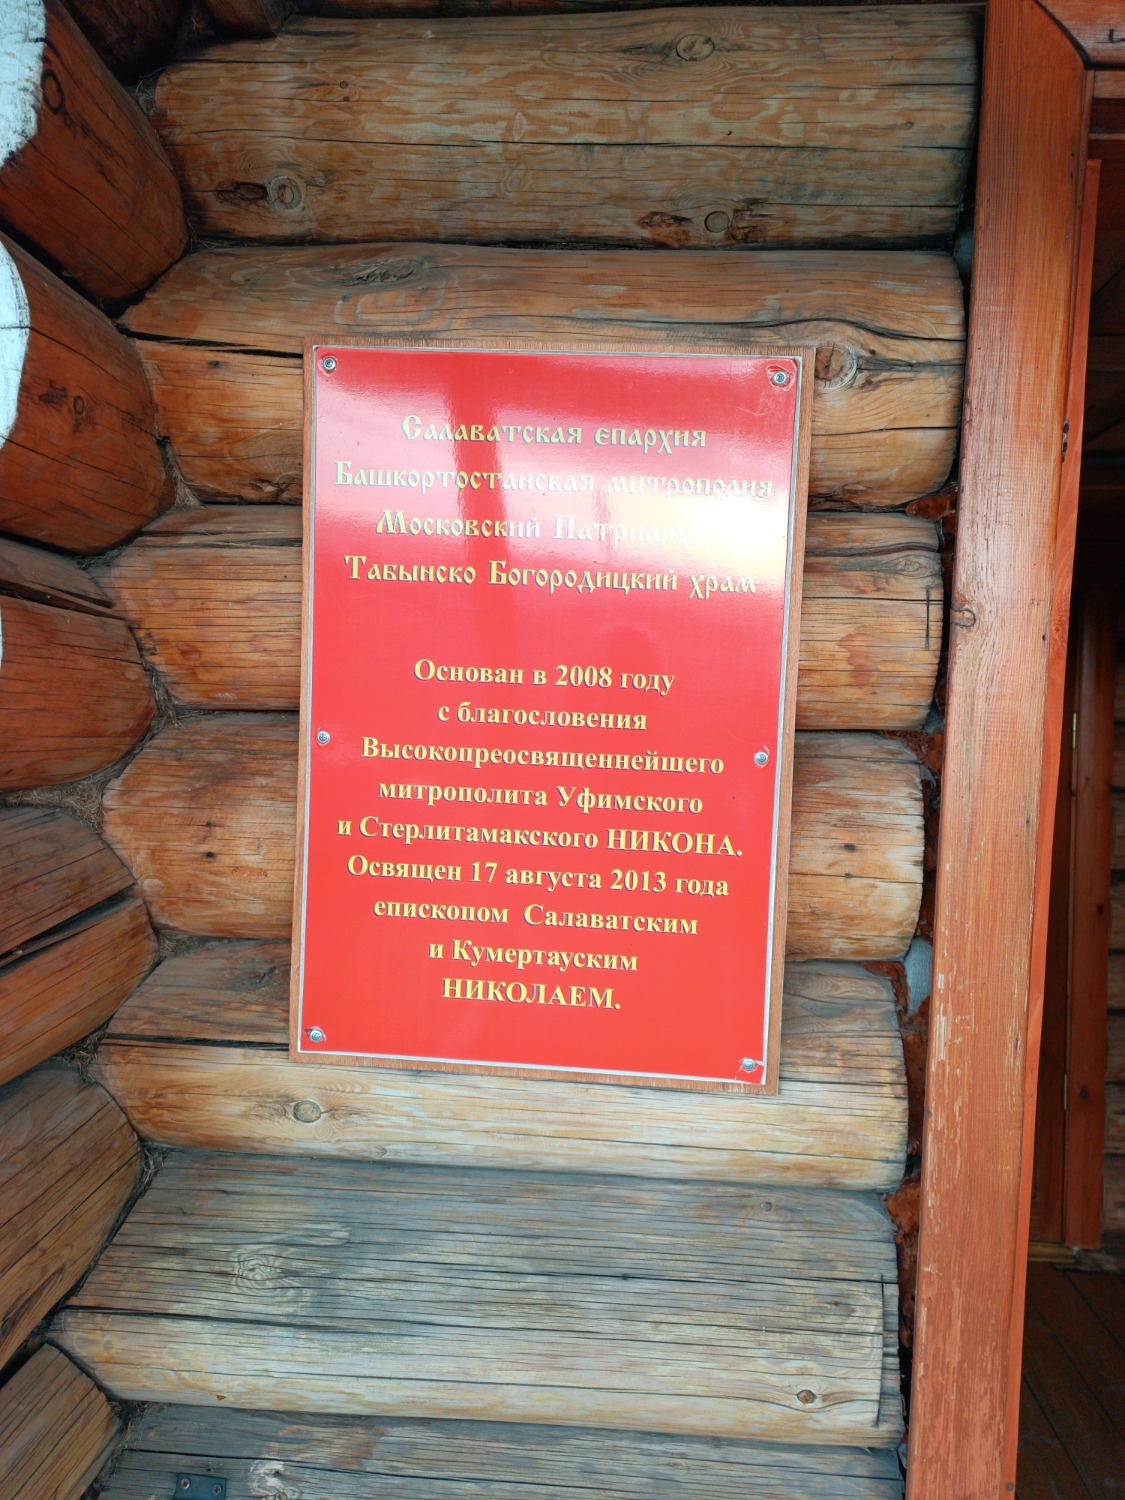 Салаватская епархия
Башкортостанская митрополия
Московский Патриархат
Табынско Богородицкий храм
Основан в 2008 году
с благословения
Высокопреосвященнейшего
митрополита Уфимского
и Стерлитамакского НИКОНА.
Освящен 17 августа 2013 года
епископом Салаватским
и Кумертауским
НИКОЛАЕМ.